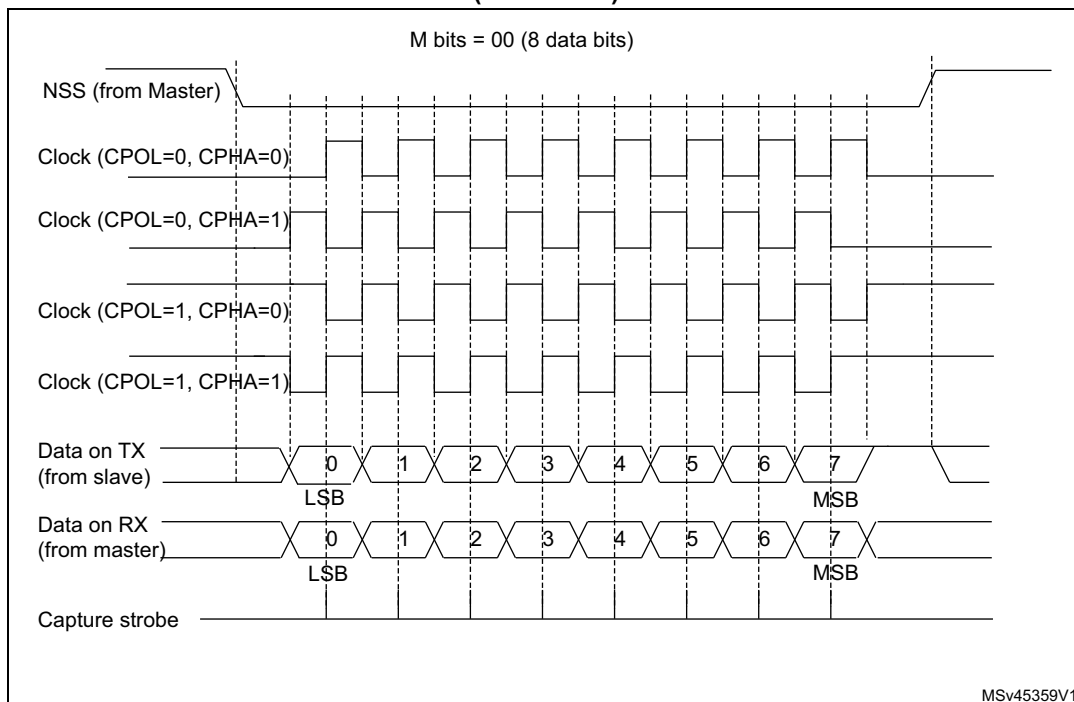 M bits = 00 (8 data bits)
NSS (from Master)
Clock (CPOL=0, CPHA=0)
Clock (CPOL=0, CPHA=1)
Clock (CPOL=1, CPHA=0)
Clock (CPOL=1, CPHA=1)
Data on TX
(from slave)
0 1 2 3 4 5 6 7
LSB MSB
Data on RX
(from master)
0 1 2 3 4 5 6 7
LSB MSB
Capture strobe
MSv45359V1